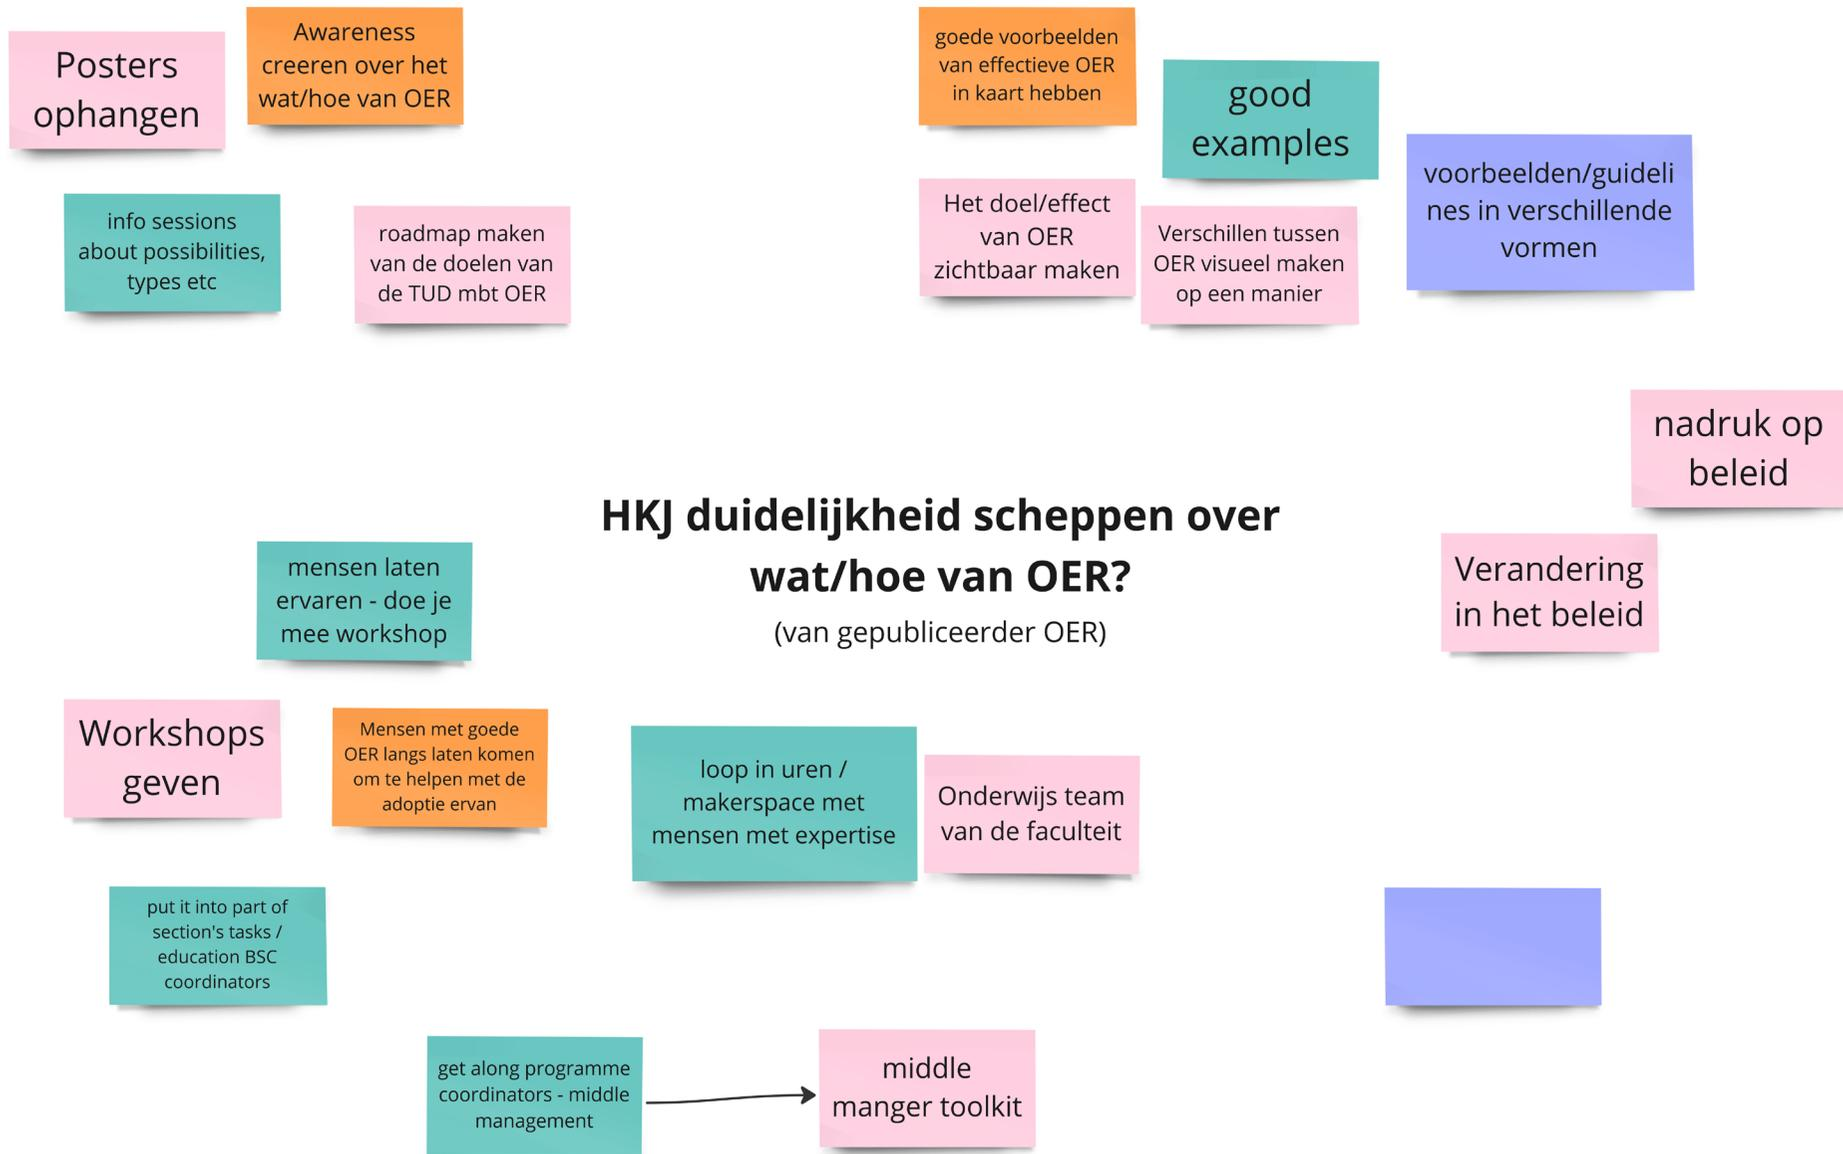 Posters
ophangen
Awareness
creeren over het
wat/hoe van OER
goede voorbeelden
van effectieve OER
in kaart hebben
good
examples
voorbeelden/guideli
nes in verschillende
vormen
info sessions
about possibilities,
types etc
roadmap maken
van de doelen van
de TUD mbt OER
Het doel/effect
van OER
zichtbaar maken
Verschillen tussen
OER visueel maken
op een manier
nadruk op
beleid
HKJ duidelijkheid scheppen over
wat/hoe van OER?
(van gepubliceerder OER)
Verandering
in het beleid
mensen laten
ervaren - doe je
mee workshop
Workshops
geven
Mensen met goede
OER langs laten komen
om te helpen met de
adoptie ervan
loop in uren /
makerspace met
mensen met expertise
Onderwijs team
van de faculteit
put it into part of
section's tasks /
education BSC
coordinators
get along programme
coordinators - middle
management
middle
manger toolkit